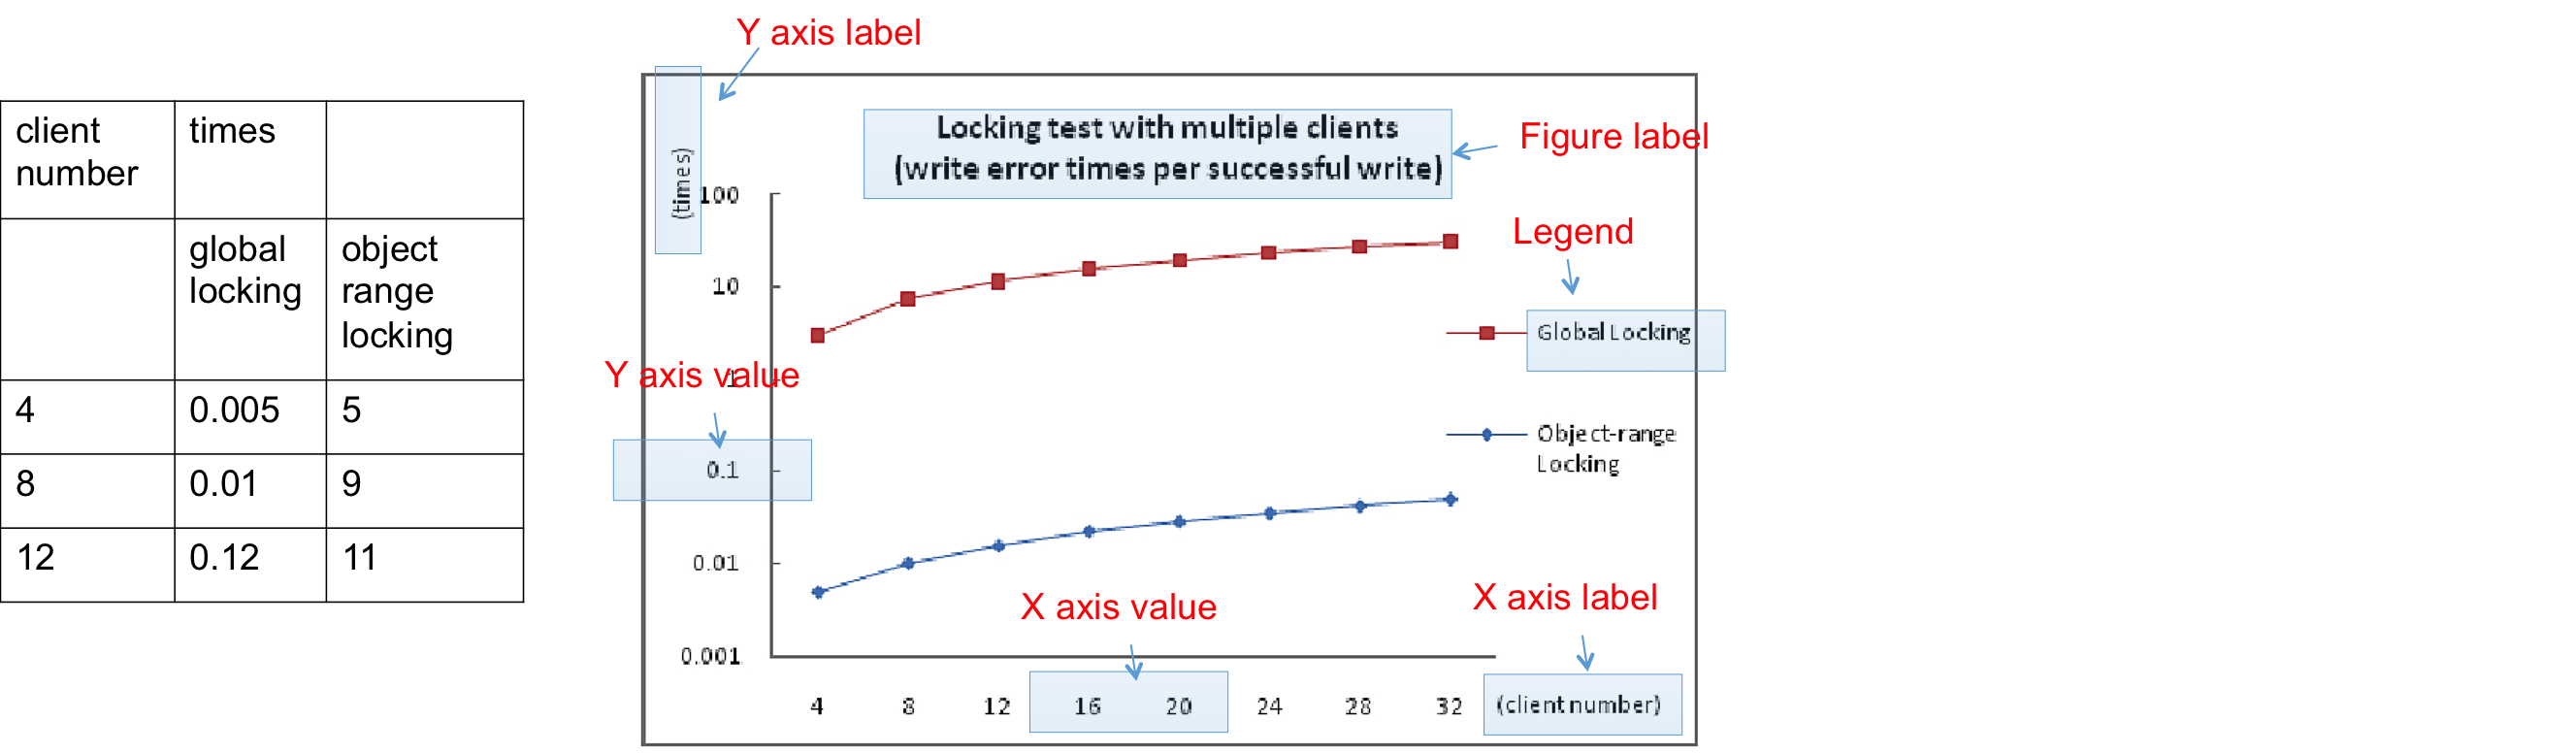 Y axis label
client number
times
global locking
object range locking
4
0.005
5
8
0.01
9
12
0.12
11
(times)
Locking test with multiple clients
(write error times per successful write)
Figure label
Legend
100
10
1
0.1
0.01
0.001
Y axis value
Global Locking
Object-range
Locking
X axis value
X axis label
4
8
12
16
20
24
28
32
(client number)